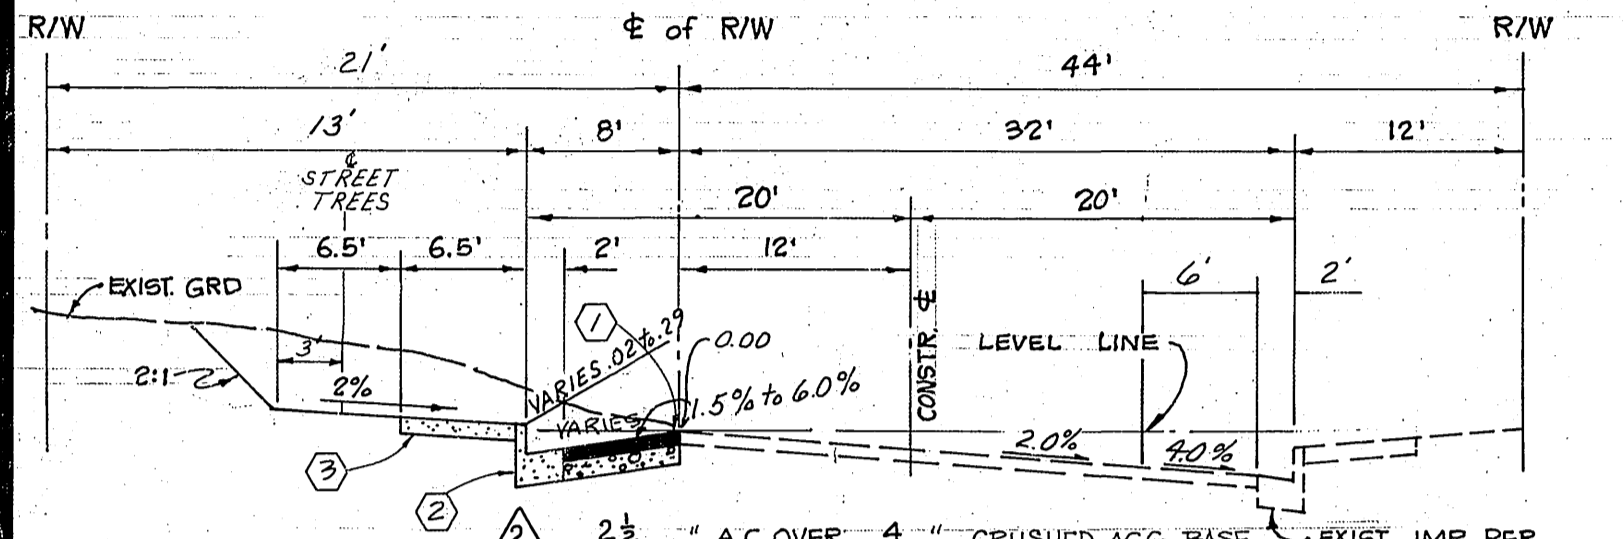 R/W ℄ of R/W R/W
21' 44'
13' 8' 32' 12'
℄
STREET
TREES
20' 20'
6.5' 6.5' 2' 12' 6' 2'
EXIST. GRD
1
VARIES .02 to .29
0.00
LEVEL LINE
CONSTR. ℄
3'
2:1
2%
VARIES
1.5% to 6.0%
2.0% 4.0%
3
2
2 2½ " A.C. OVER 4 " CRUSHED AGG. BASE EXIST. IMP. PER